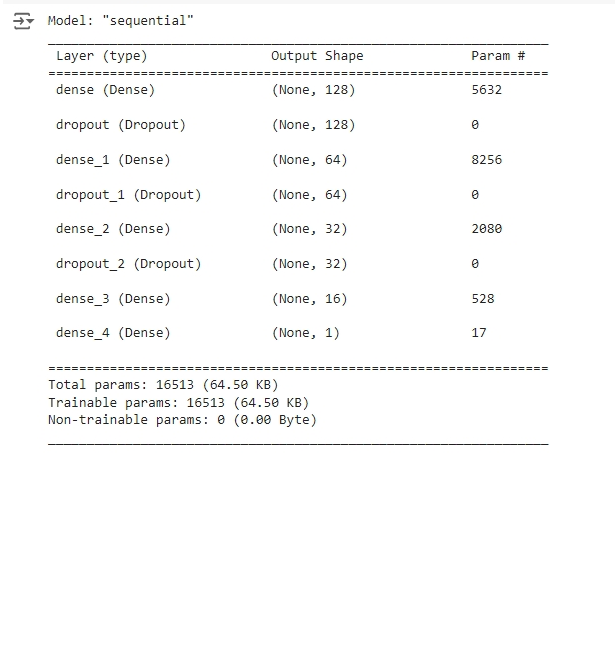 Model: "sequential"
Layer (type) Output Shape Param #
=================================================================
dense (Dense) (None, 128) 5632
dropout (Dropout) (None, 128) 0
dense_1 (Dense) (None, 64) 8256
dropout_1 (Dropout) (None, 64) 0
dense_2 (Dense) (None, 32) 2080
dropout_2 (Dropout) (None, 32) 0
dense_3 (Dense) (None, 16) 528
dense_4 (Dense) (None, 1) 17
=================================================================
Total params: 16513 (64.50 KB)
Trainable params: 16513 (64.50 KB)
Non-trainable params: 0 (0.00 Byte)